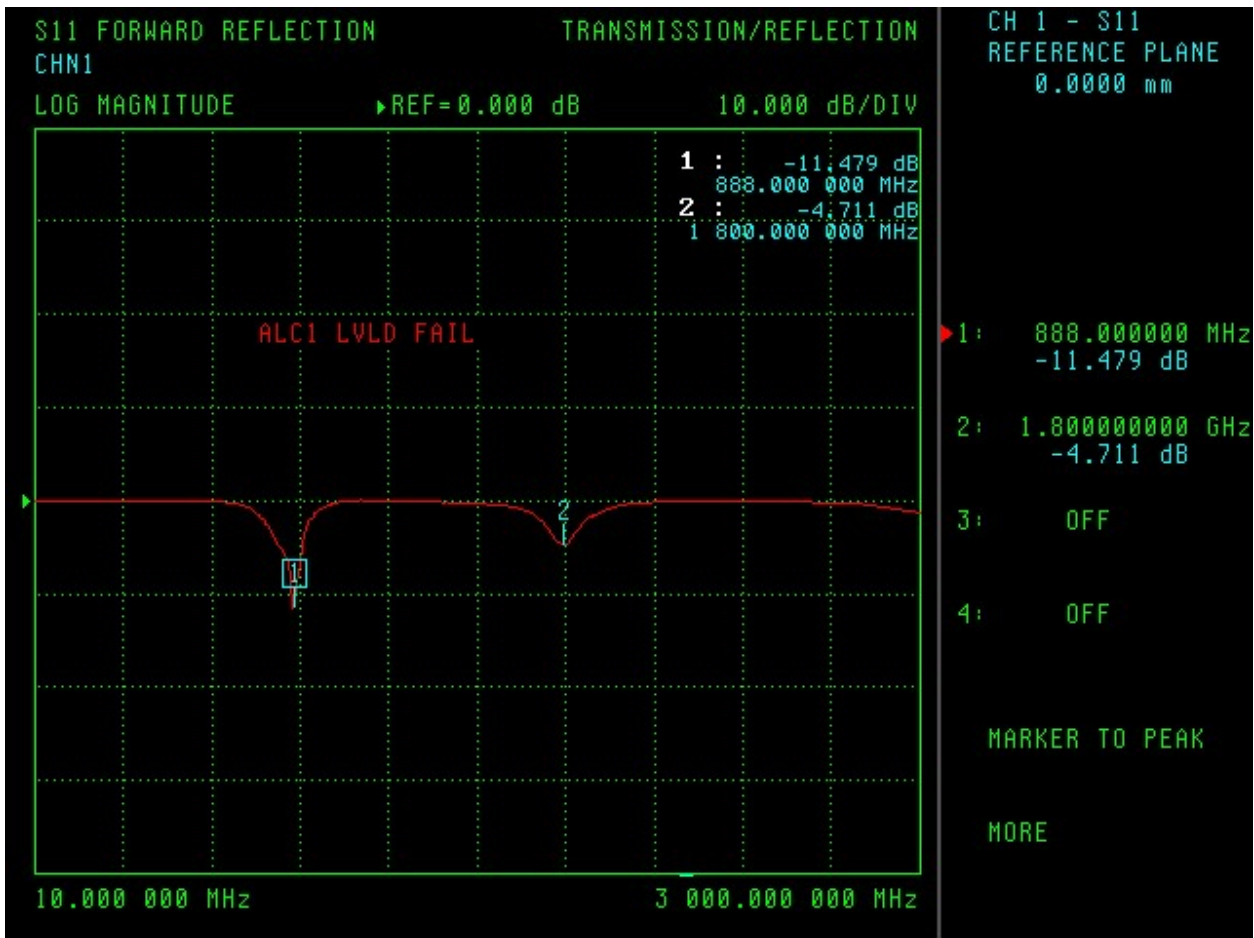 S11 FORWARD REFLECTION TRANSMISSION/REFLECTION
CHN1
LOG MAGNITUDE ▶REF=0.000 dB 10.000 dB/DIV
1 : -11.479 dB
888.000 000 MHz
2 : -4.711 dB
1 800.000 000 MHz
ALC1 LVLD FAIL
2
1
10.000 000 MHz 3 000.000 000 MHz
CH 1 - S11
REFERENCE PLANE
0.0000 mm
1: 888.000000 MHz
-11.479 dB
2: 1.800000000 GHz
-4.711 dB
3: OFF
4: OFF
MARKER TO PEAK
MORE